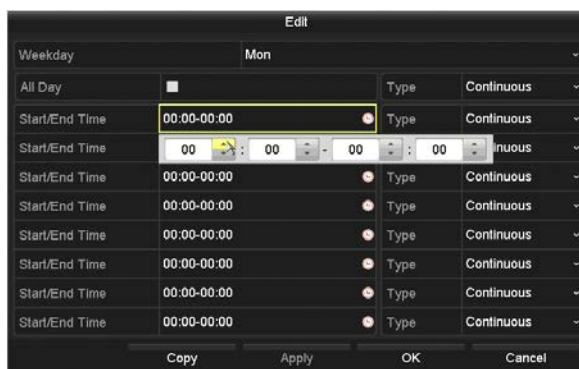 Edit
Weekday Mon
All Day Type Continuous
Start/End Time 00:00-00:00 Type Continuous
Start/End Time 00 : 00 - 00 : 00 inuous
Start/End Time 00:00-00:00 Type Continuous
Start/End Time 00:00-00:00 Type Continuous
Start/End Time 00:00-00:00 Type Continuous
Start/End Time 00:00-00:00 Type Continuous
Start/End Time 00:00-00:00 Type Continuous
Start/End Time 00:00-00:00 Type Continuous
Copy Apply OK Cancel